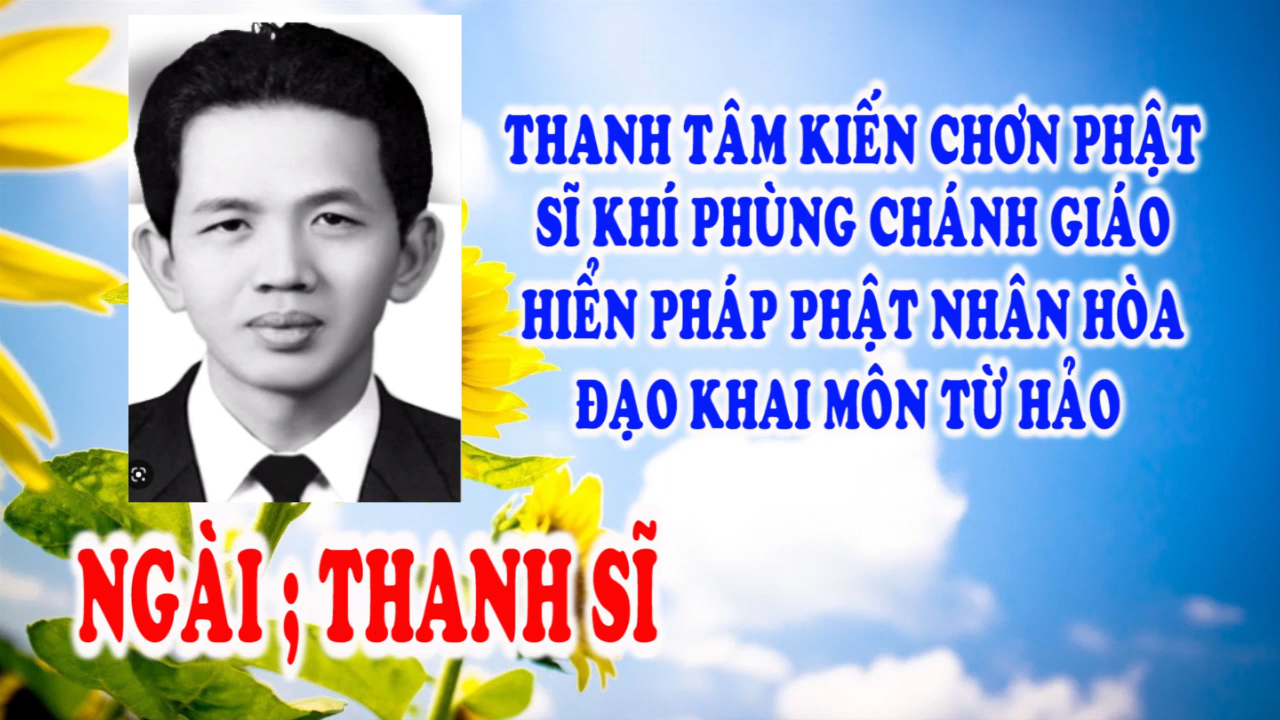 THANH TÂM KIẾN CHƠN PHẬT
SĨ KHÍ PHÙNG CHÁNH GIÁO
HIỂN PHÁP PHẬT NHÂN HÒA
ĐẠO KHAI MÔN TỪ HẢO
NGÀI ; THANH SĨ